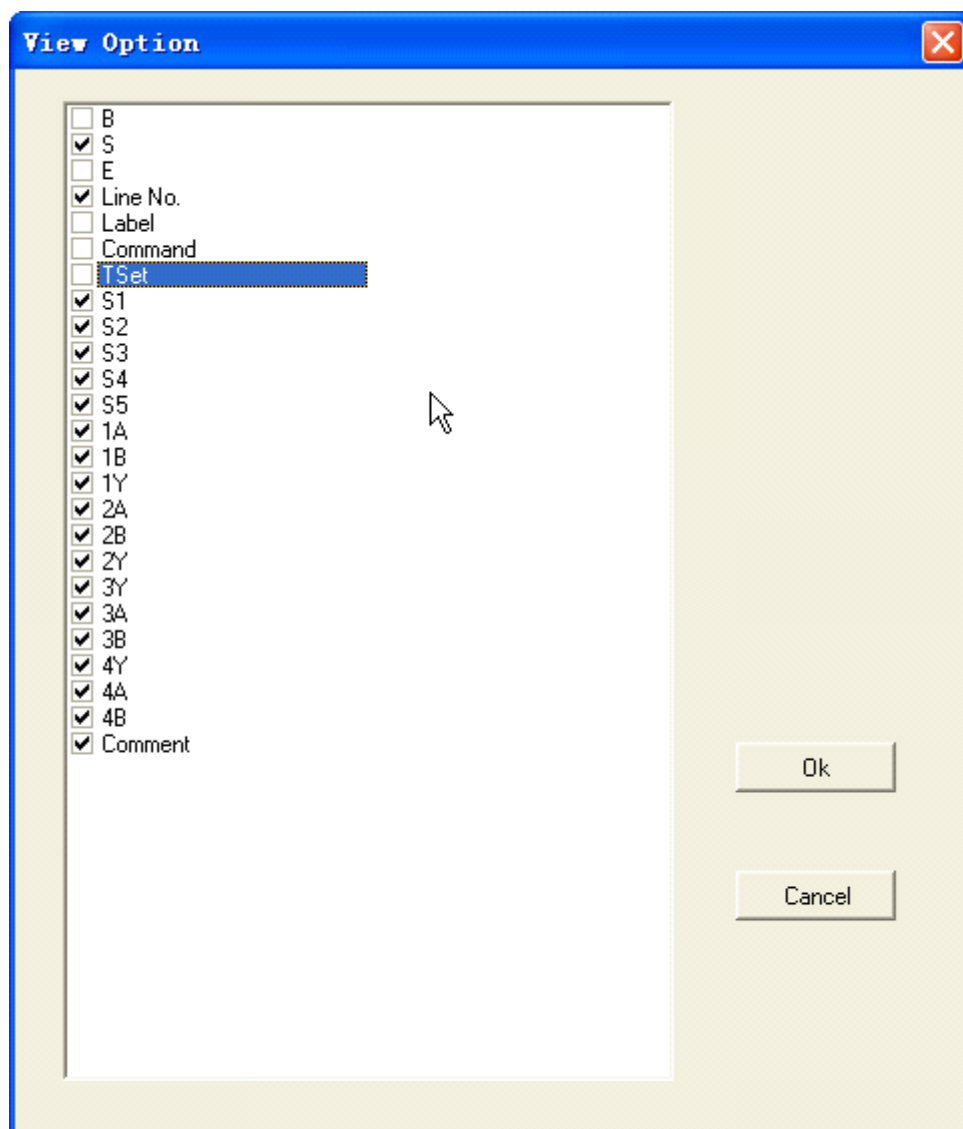 View Option
B
S
E
Line No.
Label
Command
TSet
S1
S2
S3
S4
S5
1A
1B
1Y
2A
2B
2Y
3Y
3A
3B
4Y
4A
4B
Comment
Ok
Cancel